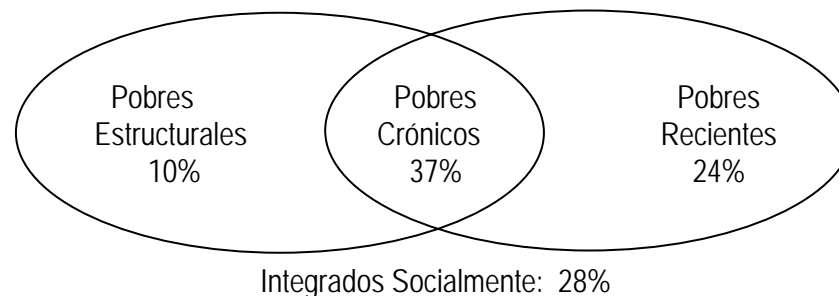 Pobres
Estructurales
10%
Pobres
Crónicos
37%
Pobres
Recientes
24%
Integrados Socialmente: 28%